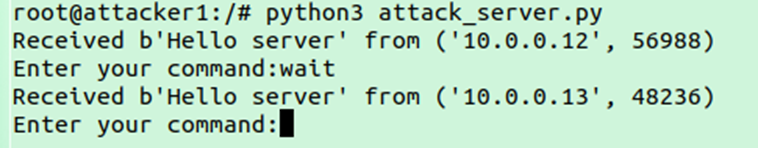 root@attacker1:/# python3 attack_server.py
Received b'Hello server' from ('10.0.0.12', 56988)
Enter your command:wait
Received b'Hello server' from ('10.0.0.13', 48236)
Enter your command: